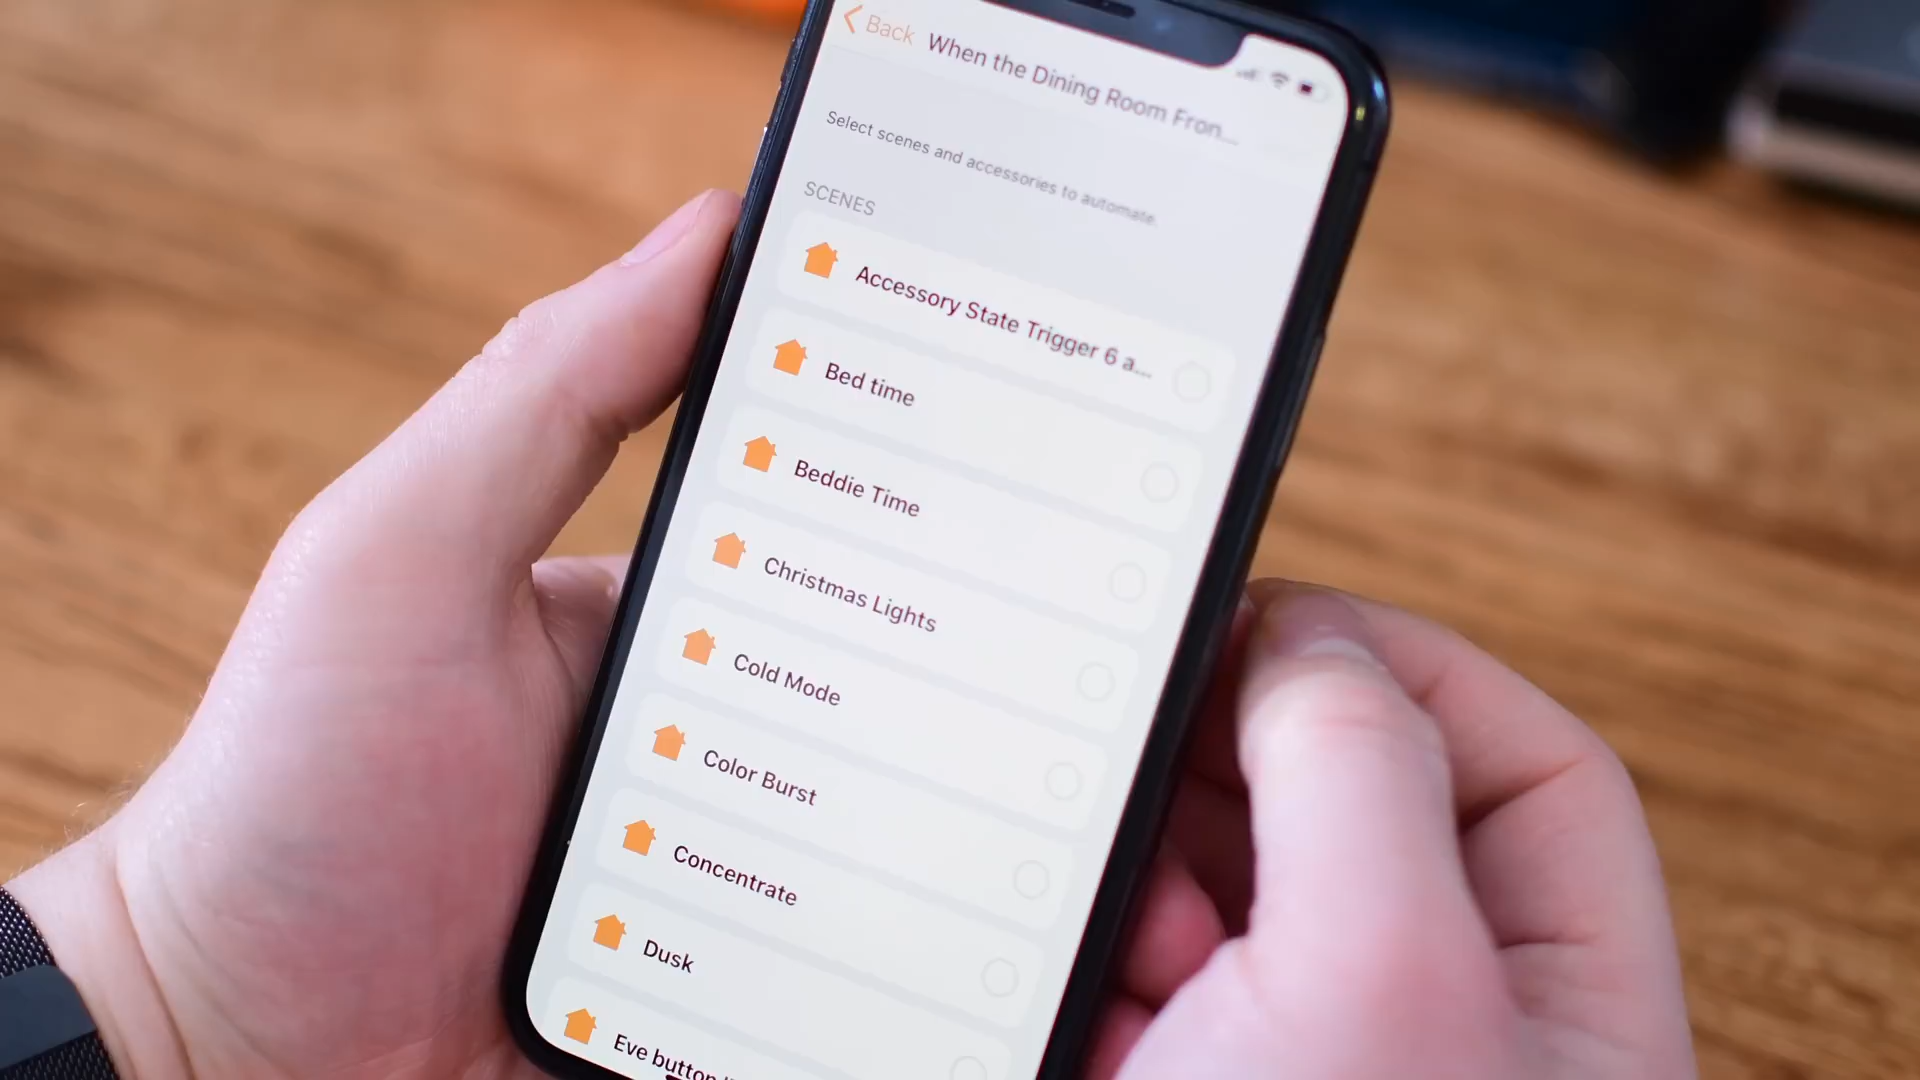 Back
When the Dining Room Fron...
Select scenes and accessories to automate.
SCENES
Accessory State Trigger 6 a...
Bed time
Beddie Time
Christmas Lights
Cold Mode
Color Burst
Concentrate
Dusk
Eve button